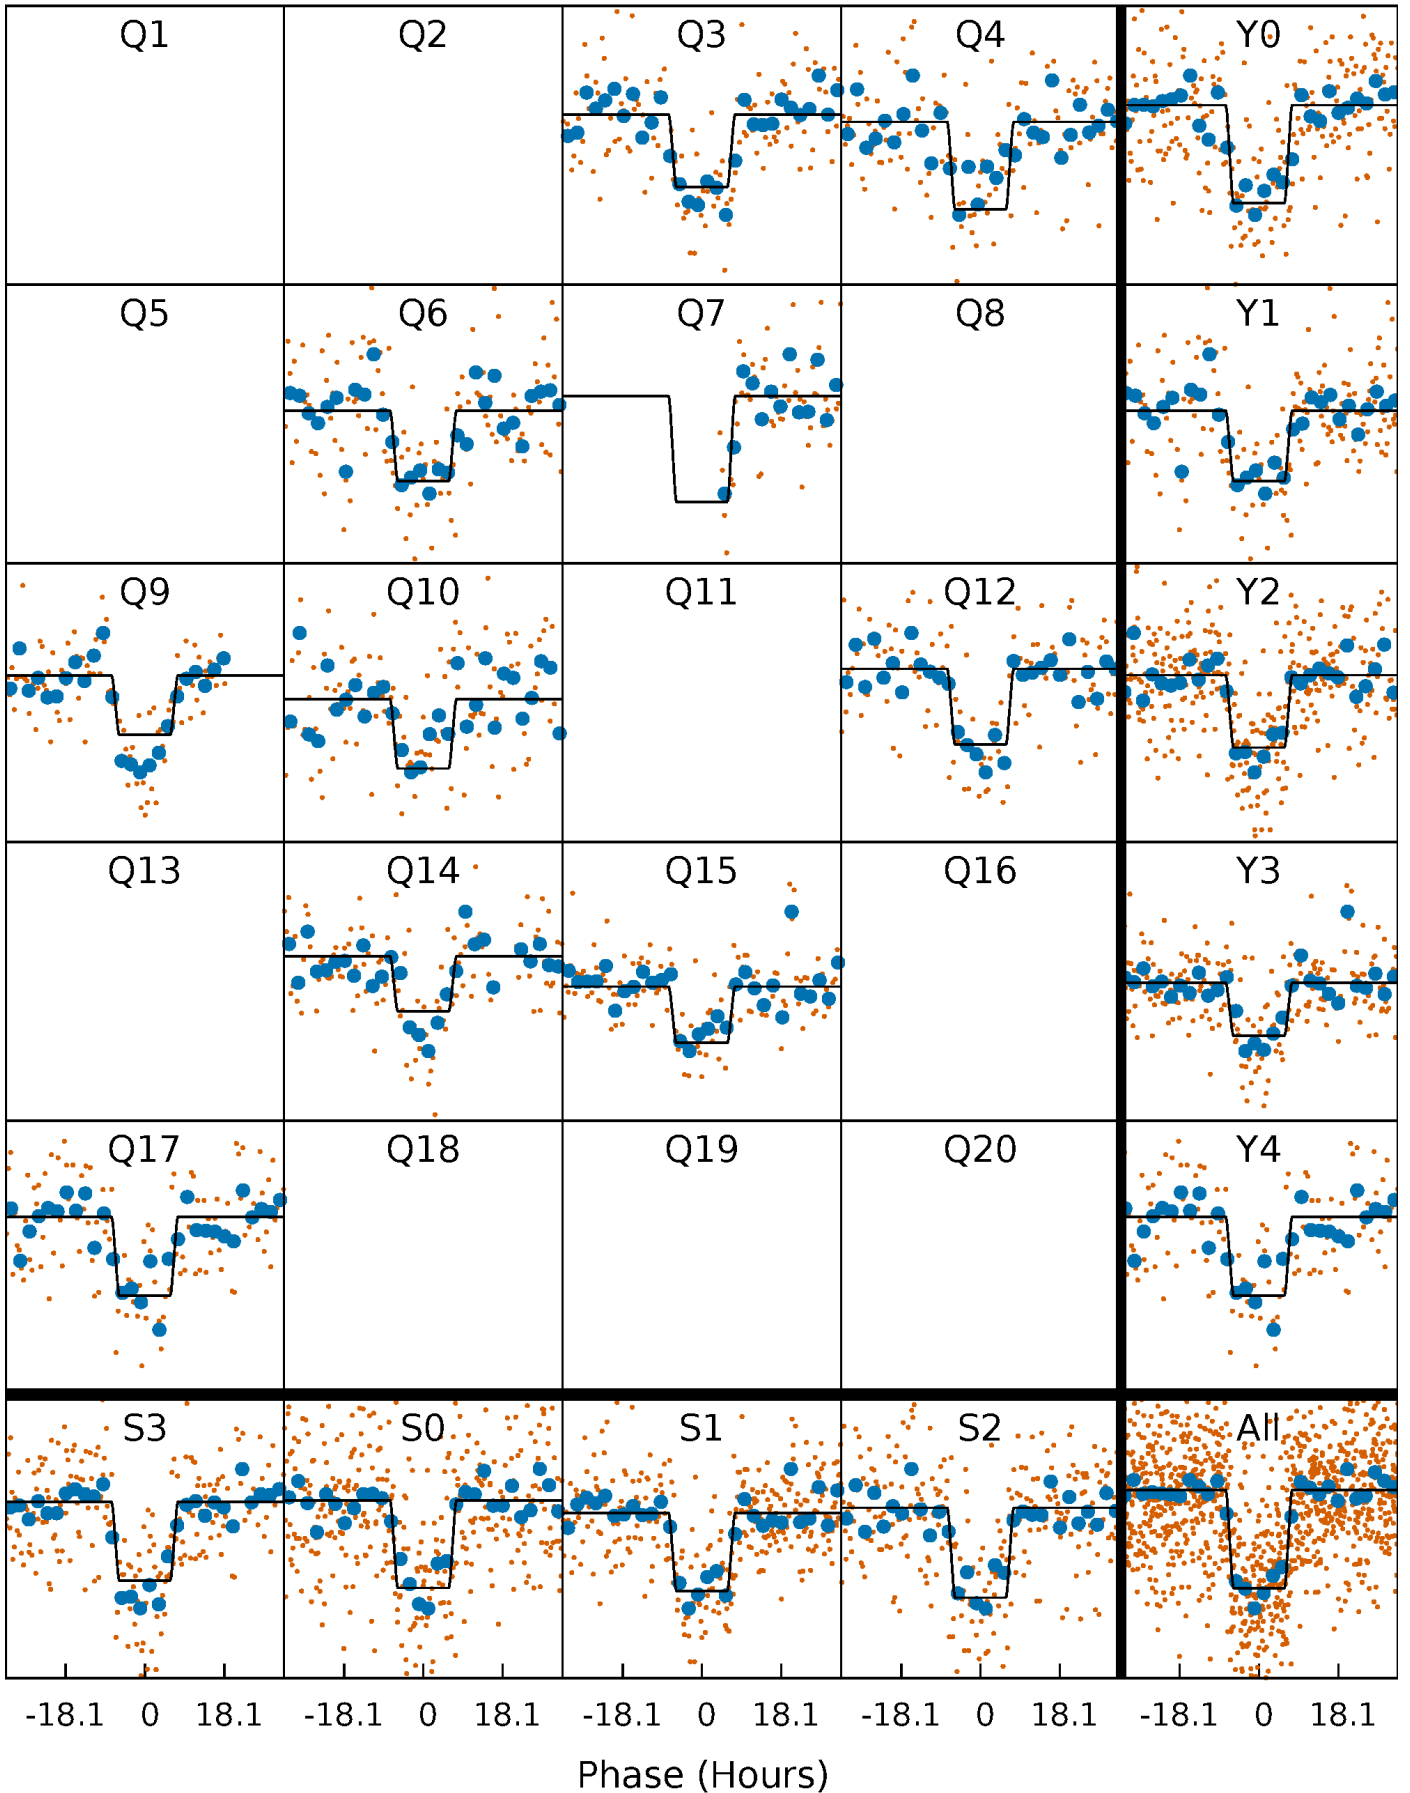 Q1 Q2 Q3 Q4 Y0
Q5 Q6 Q7 Q8 Y1
Q9 Q10 Q11 Q12 Y2
Q13 Q14 Q15 Q16 Y3
Q17 Q18 Q19 Q20 Y4
S3 S0 S1 S2 All
-18.1 0 18.1 -18.1 0 18.1 -18.1 0 18.1 -18.1 0 18.1 -18.1 0 18.1
Phase (Hours)